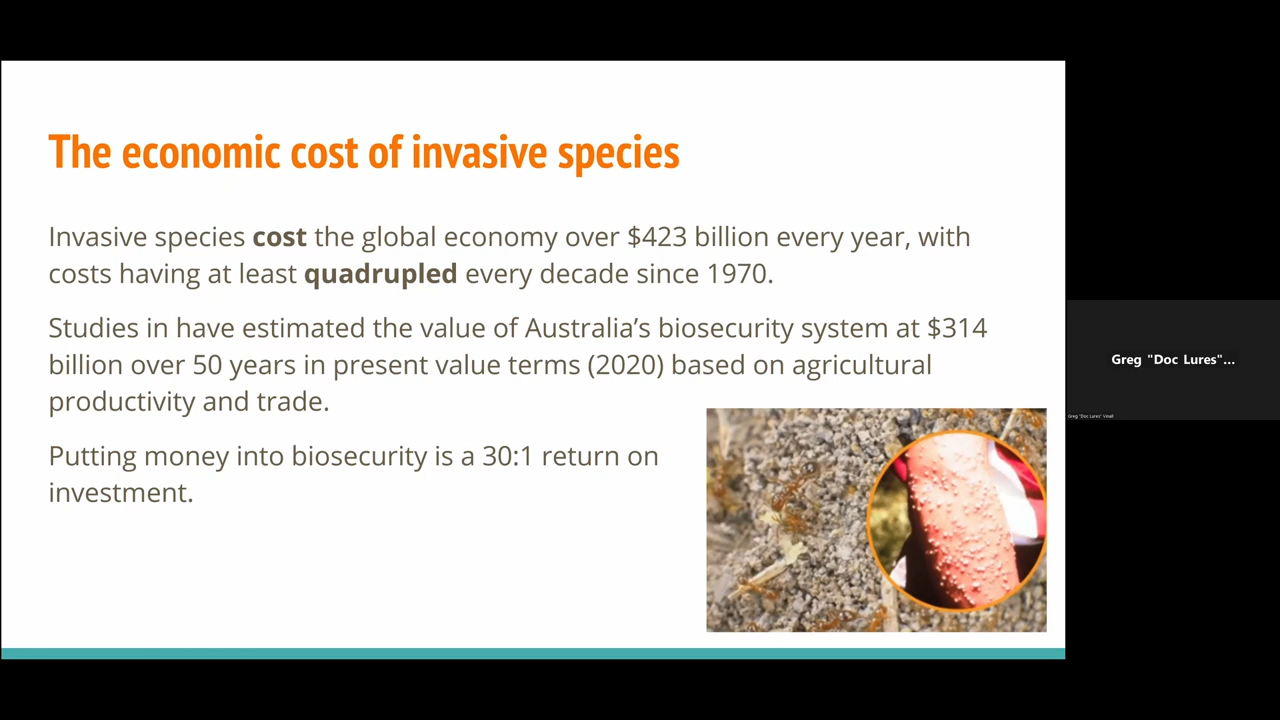 The economic cost of invasive species
Invasive species cost the global economy over $423 billion every year, with
costs having at least quadrupled every decade since 1970.
Studies in have estimated the value of Australia’s biosecurity system at $314
billion over 50 years in present value terms (2020) based on agricultural
productivity and trade.
Putting money into biosecurity is a 30:1 return on
investment.
Greg "Doc Lures"...
Greg "Doc Lures" Vinall